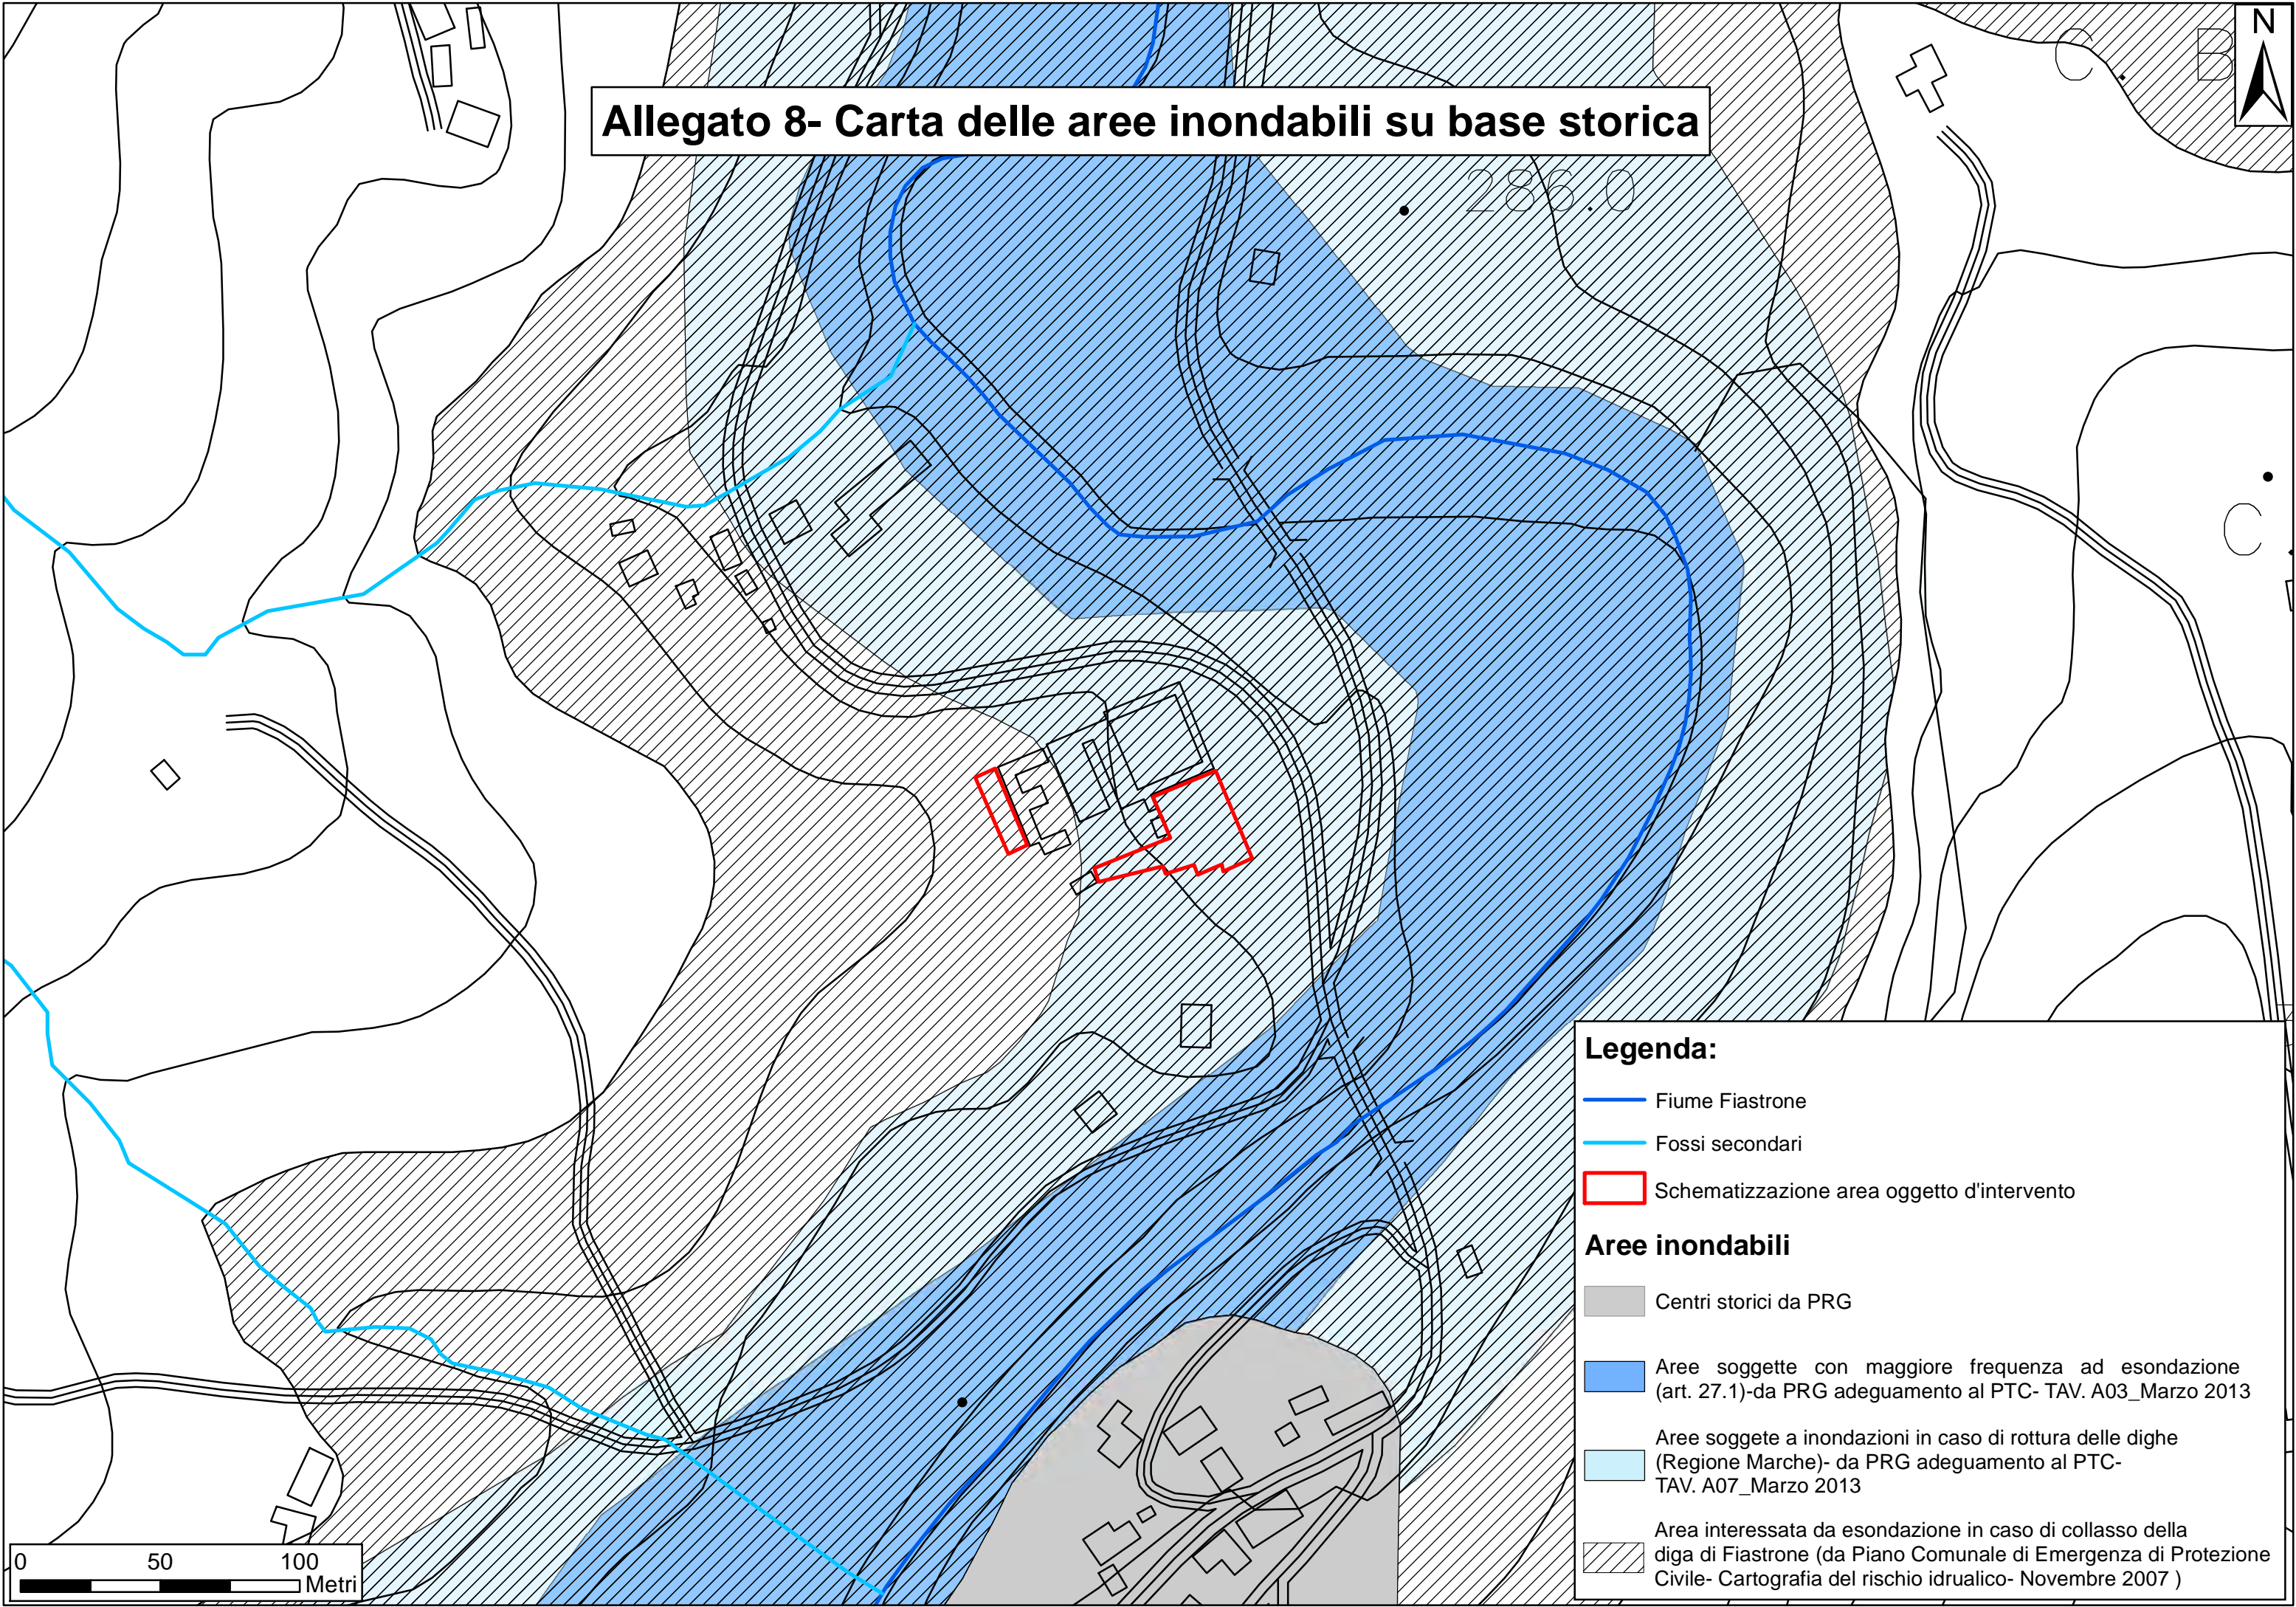 N
C. B
Allegato 8- Carta delle aree inondabili su base storica
286.0
C.
Legenda:
Fiume Fiastrone
Fossi secondari
Schematizzazione area oggetto d'intervento
Aree inondabili
Centri storici da PRG
Aree soggette con maggiore frequenza ad esondazione
(art. 27.1)-da PRG adeguamento al PTC- TAV. A03_Marzo 2013
Aree soggete a inondazioni in caso di rottura delle dighe
(Regione Marche)- da PRG adeguamento al PTC-
TAV. A07_Marzo 2013
Area interessata da esondazione in caso di collasso della
diga di Fiastrone (da Piano Comunale di Emergenza di Protezione
Civile- Cartografia del rischio idrualico- Novembre 2007 )
0 50 100
Metri